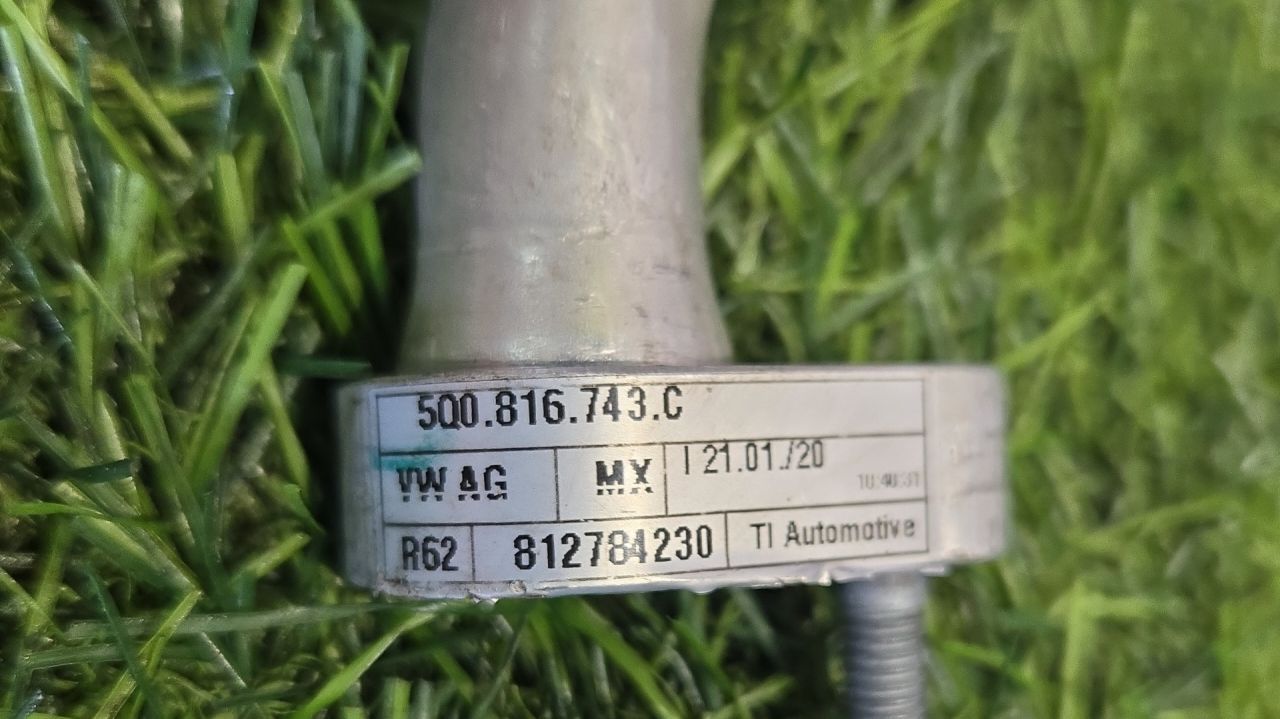 5Q0.816.743.C
VW AG MX I 21.01./20
R62 812784230 TI Automotive